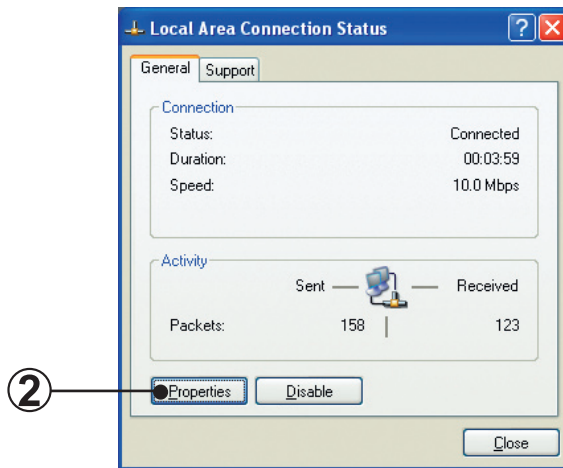 Local Area Connection Status
?
General Support
Connection
Status: Connected
Duration: 00:03:59
Speed: 10.0 Mbps
Activity
Sent — — Received
Packets: 158 | 123
2 Properties Disable
Close